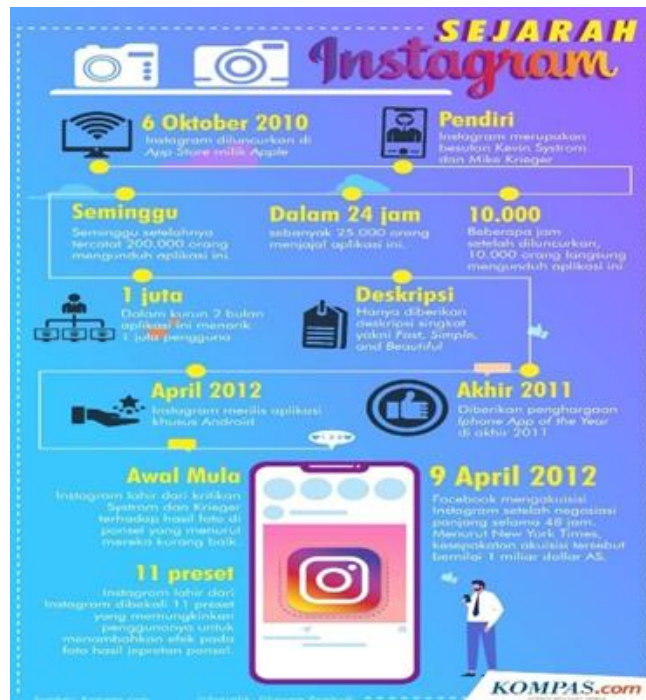 SEJARAH
Instagram
6 Oktober 2010
Instagram diluncurkan di
App Store milik Apple
Pendiri
Instagram merupakan
besutan Kevin Systrom
dan Mike Krieger
Seminggu
Seminggu setelahnya
tercatat 200.000 orang
mengunduh aplikasi ini.
Dalam 24 jam
sebanyak 25.000 orang
menjajal aplikasi ini.
10.000
Beberapa jam
setelah diluncurkan,
10.000 orang langsung
mengunduh aplikasi ini
1 juta
Dalam kurun 2 bulan
aplikasi ini menarik
1 juta pengguna
Deskripsi
Hanya diberikan
deskripsi singkat
yakni Fast, Simple,
and Beautiful
April 2012
Instagram merilis aplikasi
khusus Android
Akhir 2011
Diberikan penghargaan
Iphone App of the Year
di akhir 2011
Awal Mula
Instagram lahir dari kritikan
Systrom dan Krieger
terhadap hasil foto di
ponsel yang menurut
mereka kurang baik.
11 preset
Instagram lahir dari
Instagram dibekali 11 preset
yang memungkinkan
penggunanya untuk
menambahkan efek pada
foto hasil jepretan ponsel.
9 April 2012
Facebook mengakuisisi
Instagram setelah negosiasi
panjang selama 48 jam.
Menurut New York Times,
kesepakatan akuisisi tersebut
bernilai 1 miliar dollar AS.
KOMPAS.com